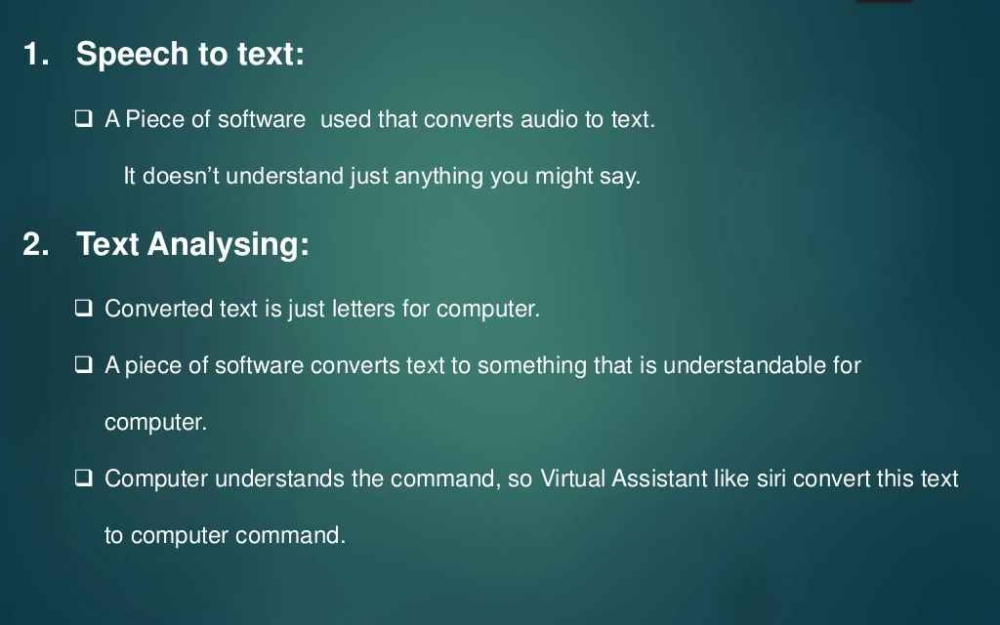 1. Speech to text:
❑ A Piece of software used that converts audio to text.
It doesn’t understand just anything you might say.
2. Text Analysing:
❑ Converted text is just letters for computer.
❑ A piece of software converts text to something that is understandable for
computer.
❑ Computer understands the command, so Virtual Assistant like siri convert this text
to computer command.